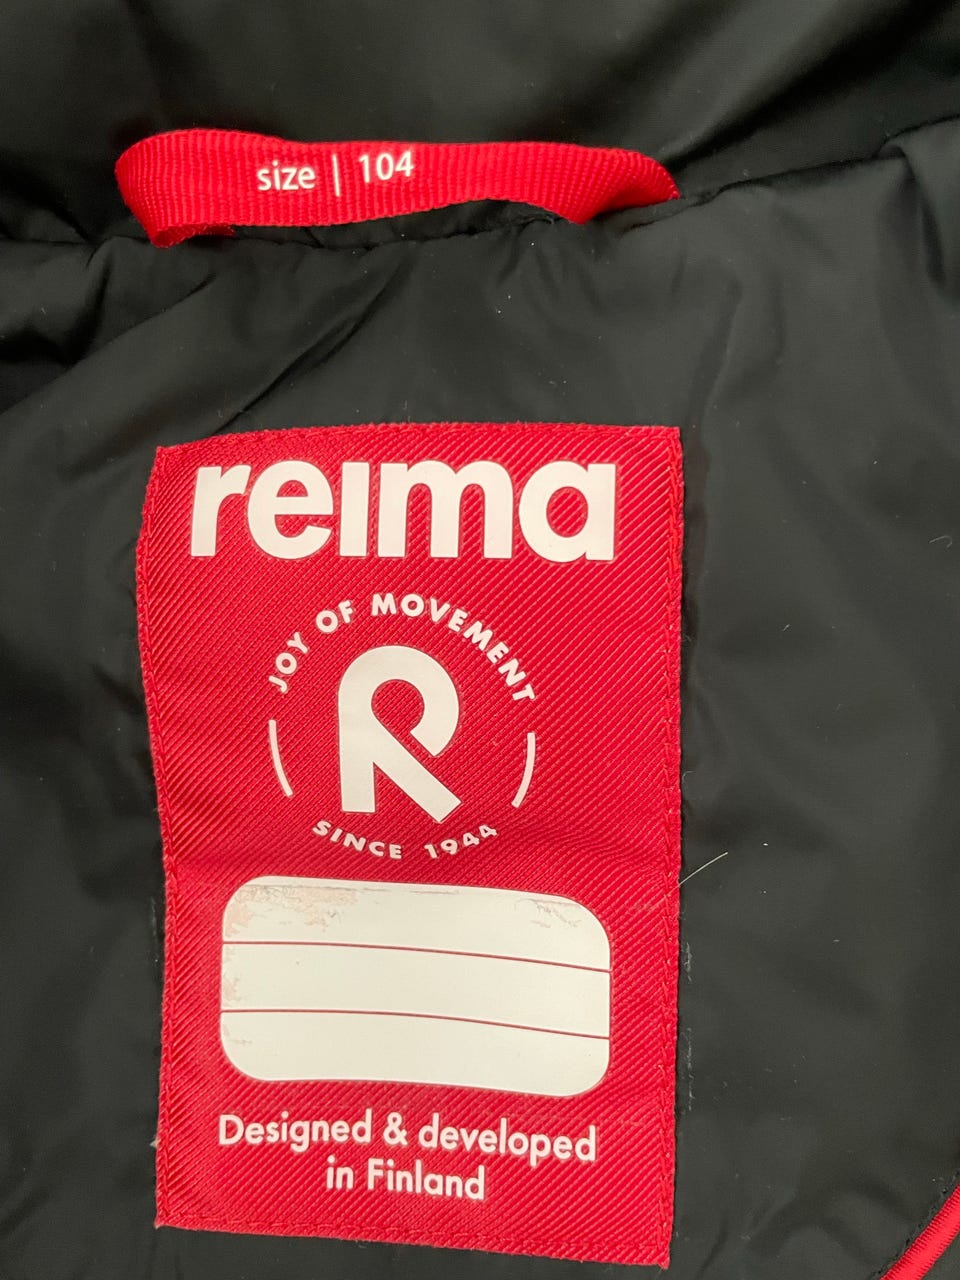 size | 104
reima
JOY OF MOVEMENT
R
SINCE 1944
Designed & developed
in Finland